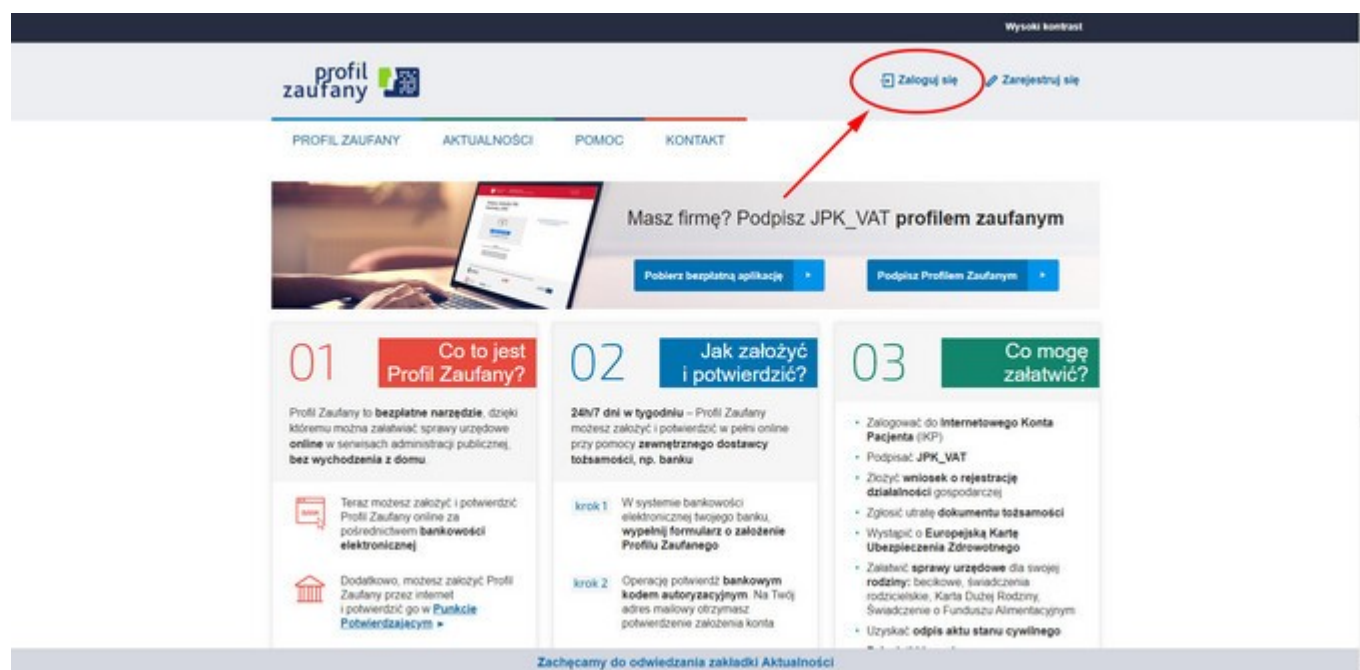 Wysoki kontrast
profil
zaufany
Zaloguj się
Zarejestruj się
PROFIL ZAUFANY
AKTUALNOŚCI
POMOC
KONTAKT
Masz firmę? Podpisz JPK_VAT profilem zaufanym
Pobierz bezpłatną aplikację
Podpisz Profilem Zaufanym
01
Co to jest
Profil Zaufany?
Profil Zaufany to bezpłatne narzędzie, dzięki
któremu można załatwiać sprawy urzędowe
online w serwisach administracji publicznej,
bez wychodzenia z domu.
Teraz możesz założyć i potwierdzić
Profil Zaufany online za
pośrednictwem bankowości
elektronicznej
Dodatkowo, możesz założyć Profil
Zaufany przez internet
i potwierdzić go w Punkcie
Potwierdzającym ▸
02
Jak założyć
i potwierdzić?
24h/7 dni w tygodniu – Profil Zaufany
możesz założyć i potwierdzić w pełni online
przy pomocy zewnętrznego dostawcy
tożsamości, np. banku
krok 1
W systemie bankowości
elektronicznej twojego banku,
wypełnij formularz o założenie
Profilu Zaufanego
krok 2
Operację potwierdź bankowym
kodem autoryzacyjnym. Na Twój
adres mailowy otrzymasz
potwierdzenie założenia konta
03
Co mogę
załatwić?
• Zalogować do Internetowego Konta
Pacjenta (IKP)
• Podpisać JPK_VAT
• Złożyć wniosek o rejestrację
działalności gospodarczej
• Zgłosić utratę dokumentu tożsamości
• Wystąpić o Europejską Kartę
Ubezpieczenia Zdrowotnego
• Załatwić sprawy urzędowe dla swojej
rodziny: becikowe, świadczenia
rodzicielskie, Karta Dużej Rodziny,
Świadczenie o Funduszu Alimentacyjnym
• Uzyskać odpis aktu stanu cywilnego
Zachęcamy do odwiedzania zakładki Aktualności